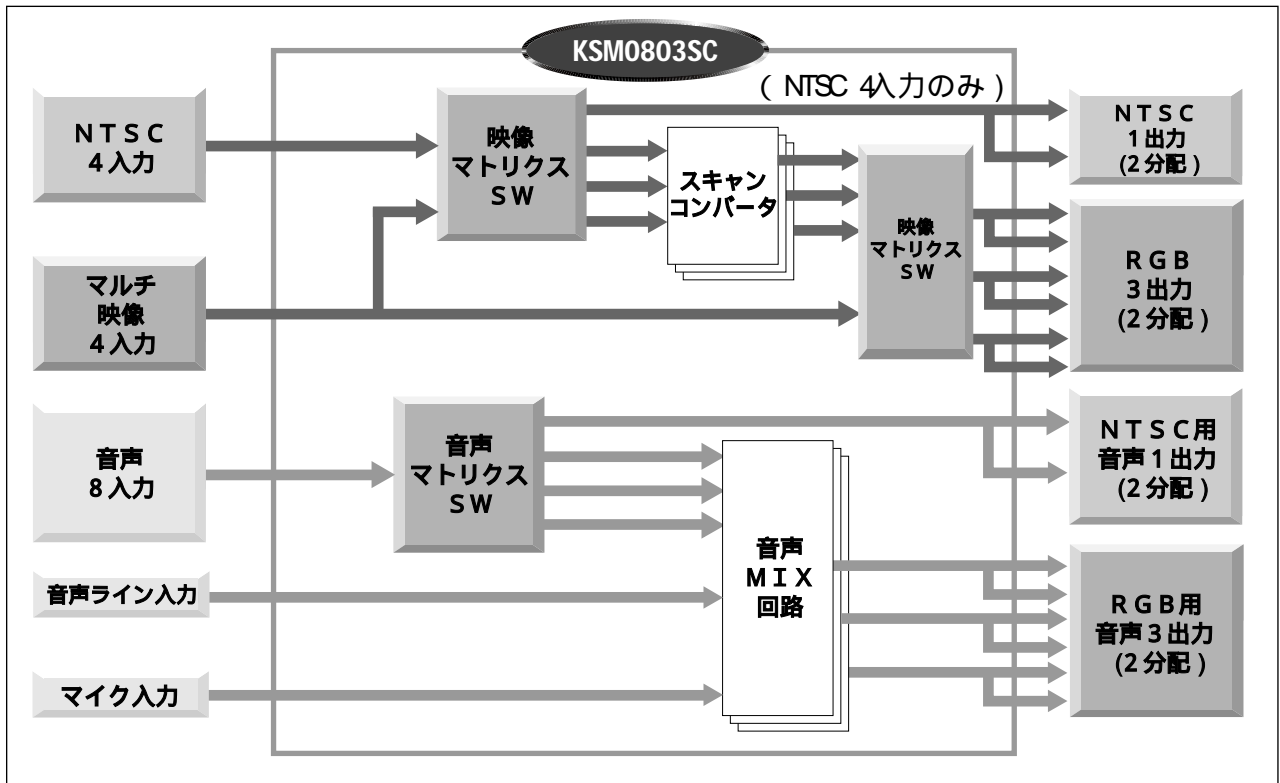 KSM0803SC
(NTSC 4入力のみ)
NTSC
4入力
マルチ
映像
4入力
音声
8入力
音声ライン入力
マイク入力
映像
マトリクス
SW
スキャン
コンバータ
映像
マトリクス
SW
音声
マトリクス
SW
音声
MIX
回路
NTSC
1出力
(2分配)
RGB
3出力
(2分配)
NTSC用
音声1出力
(2分配)
RGB用
音声3出力
(2分配)